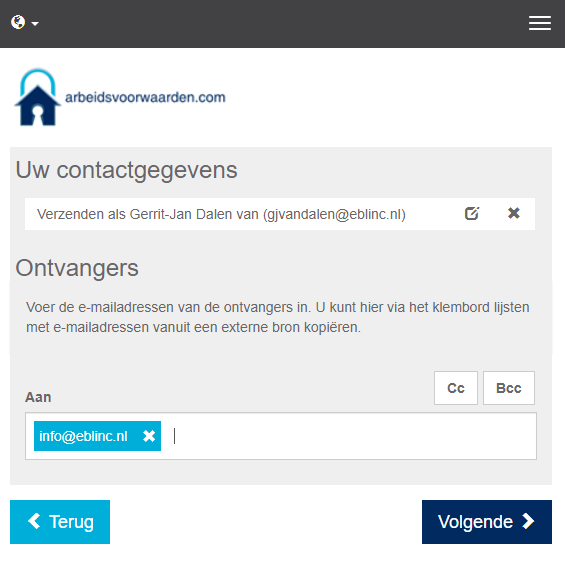 arbeidsvoorwaarden.com
Uw contactgegevens
Verzenden als Gerrit-Jan Dalen van (gjvandalen@eblinc.nl)
Ontvangers
Voer de e-mailadressen van de ontvangers in. U kunt hier via het klembord lijsten
met e-mailadressen vanuit een externe bron kopiëren.
Aan
Cc Bcc
info@eblinc.nl
Terug Volgende